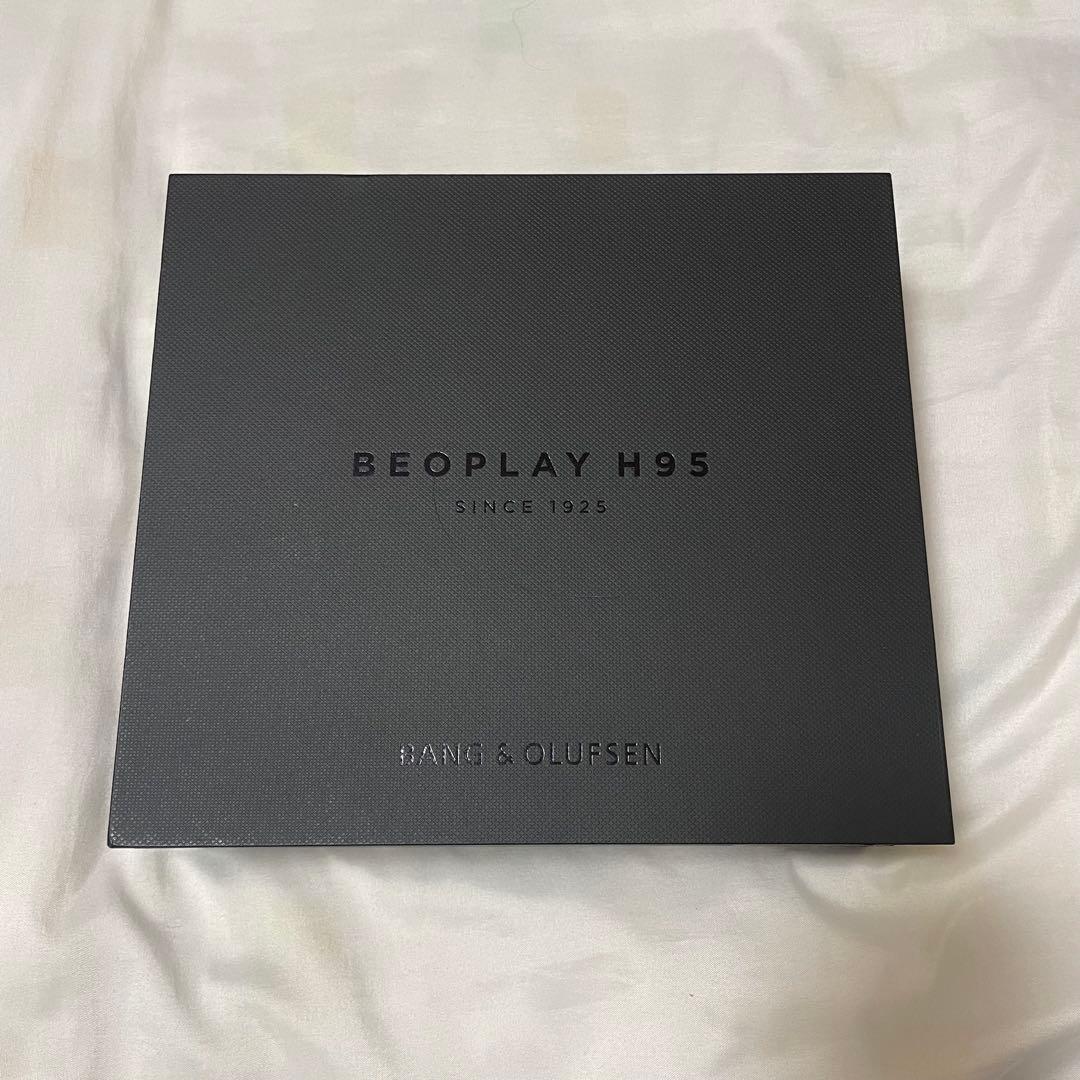 BEOPLAY H95
SINCE 1925
BANG & OLUFSEN